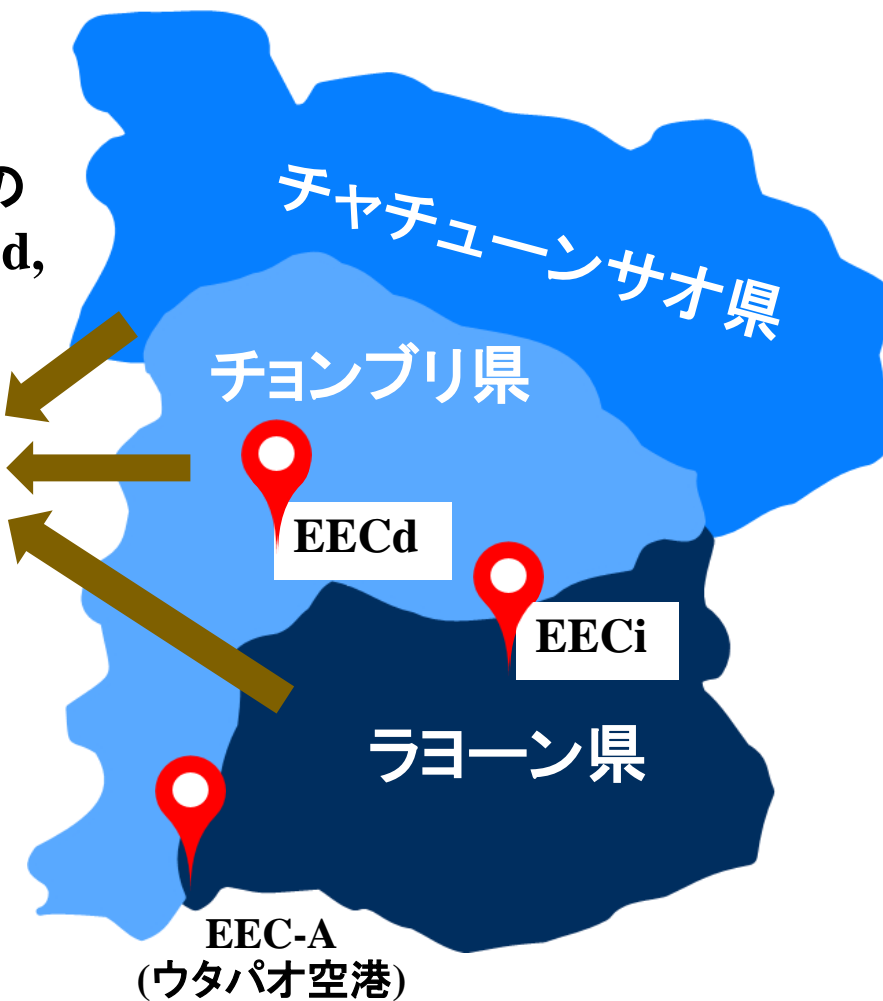 の
d,
チャチューンサオ県
チョンブリ県
EECd
EECi
ラヨーン県
EEC-A
(ウタパオ空港)